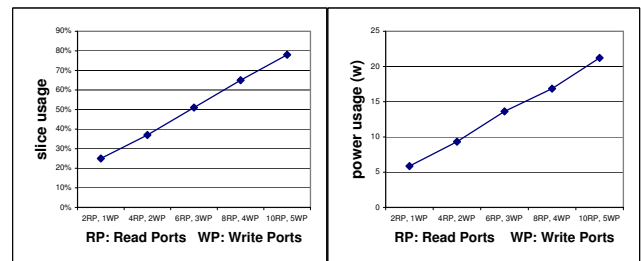 slice usage
90%
80%
70%
60%
50%
40%
30%
20%
10%
0%
2RP, 1WP 4RP, 2WP 6RP, 3WP 8RP, 4WP 10RP, 5WP
RP: Read Ports WP: Write Ports
power usage (w)
25
20
15
10
5
0
2RP, 1WP 4RP, 2WP 6RP, 3WP 8RP, 4WP 10RP, 5WP
RP: Read Ports WP: Write Ports